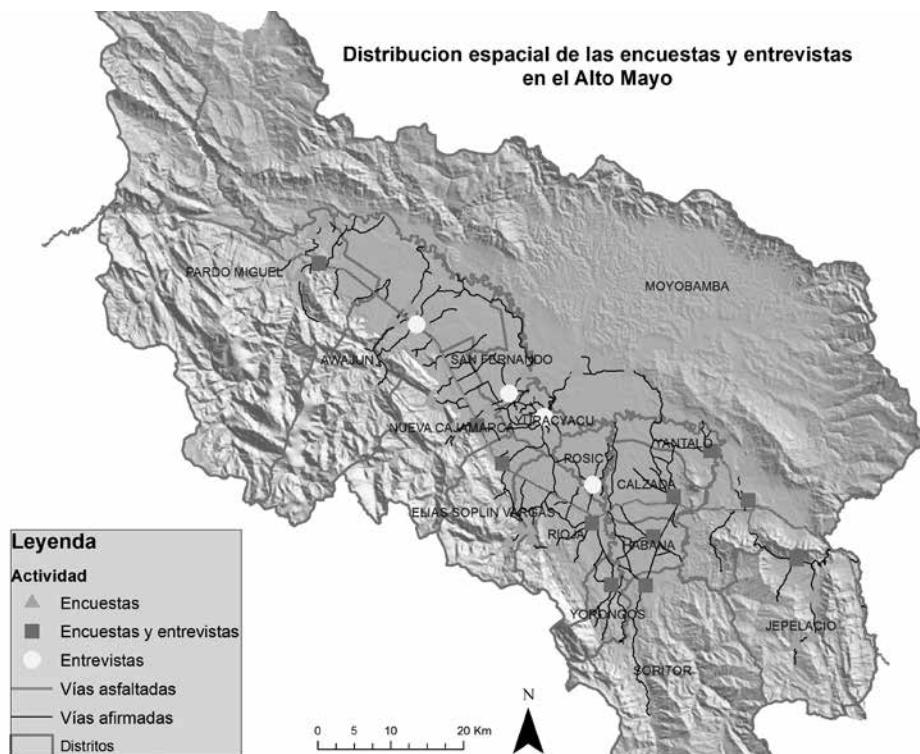 Distribucion espacial de las encuestas y entrevistas
en el Alto Mayo
PARDO MIGUEL
MOYOBAMBA
AWAJUN
SAN FERNANDO
NUEVA CAJAMARCA
YURACYACU
YANTALO
ROSIC
CALZADA
ELIAS SOPLIN VARGAS
RIOJA
HABANA
YORONGOS
JEPELACIO
SORITOR
Leyenda
Actividad
Encuestas
Encuestas y entrevistas
Entrevistas
Vías asfaltadas
Vías afirmadas
Distritos
N
0 5 10 20 Km